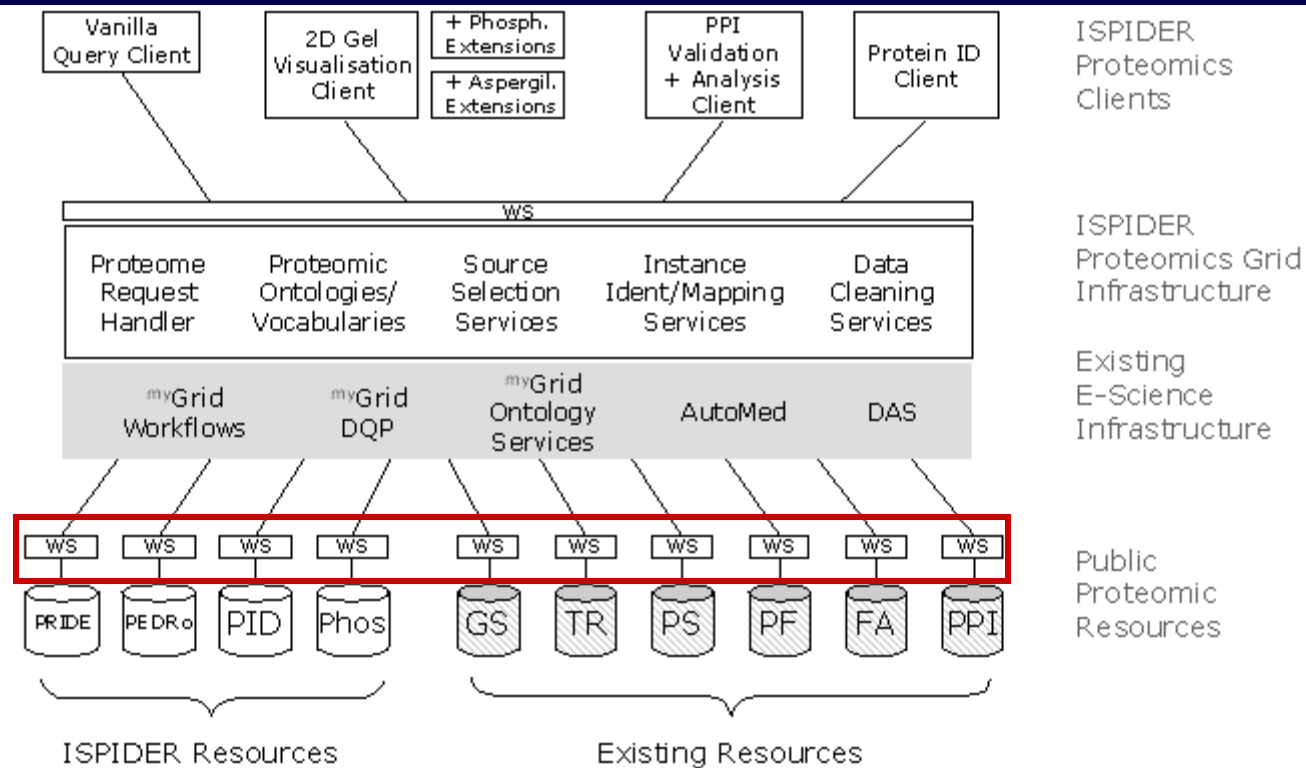 Vanilla
Query Client
2D Gel
Visualisation
Client
+ Phosph.
Extensions
+ Aspergil.
Extensions
PPI
Validation
+ Analysis
Client
Protein ID
Client
ISPIDER
Proteomics
Clients
WS
Proteome
Request
Handler
Proteomic
Ontologies/
Vocabularies
Source
Selection
Services
Instance
Ident/Mapping
Services
Data
Cleaning
Services
ISPIDER
Proteomics Grid
Infrastructure
myGrid
Workflows
myGrid
DQP
myGrid
Ontology
Services
AutoMed
DAS
Existing
E-Science
Infrastructure
WS WS WS WS WS WS WS WS WS WS
PRIDE PEDRo PID Phos GS TR PS PF FA PPI
Public
Proteomic
Resources
ISPIDER Resources
Existing Resources